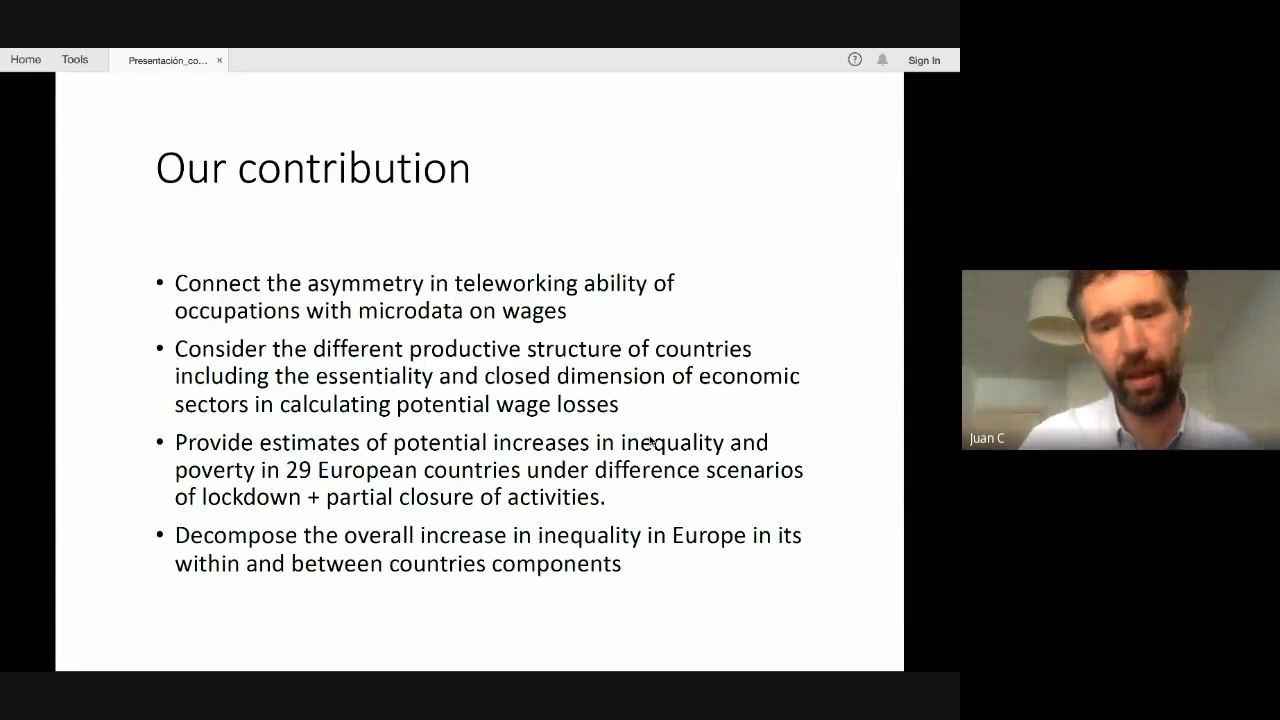 Home Tools Presentación_co... × ? Sign In
Our contribution
• Connect the asymmetry in teleworking ability of
occupations with microdata on wages
• Consider the different productive structure of countries
including the essentiality and closed dimension of economic
sectors in calculating potential wage losses
• Provide estimates of potential increases in inequality and
poverty in 29 European countries under difference scenarios
of lockdown + partial closure of activities.
• Decompose the overall increase in inequality in Europe in its
within and between countries components
Juan C